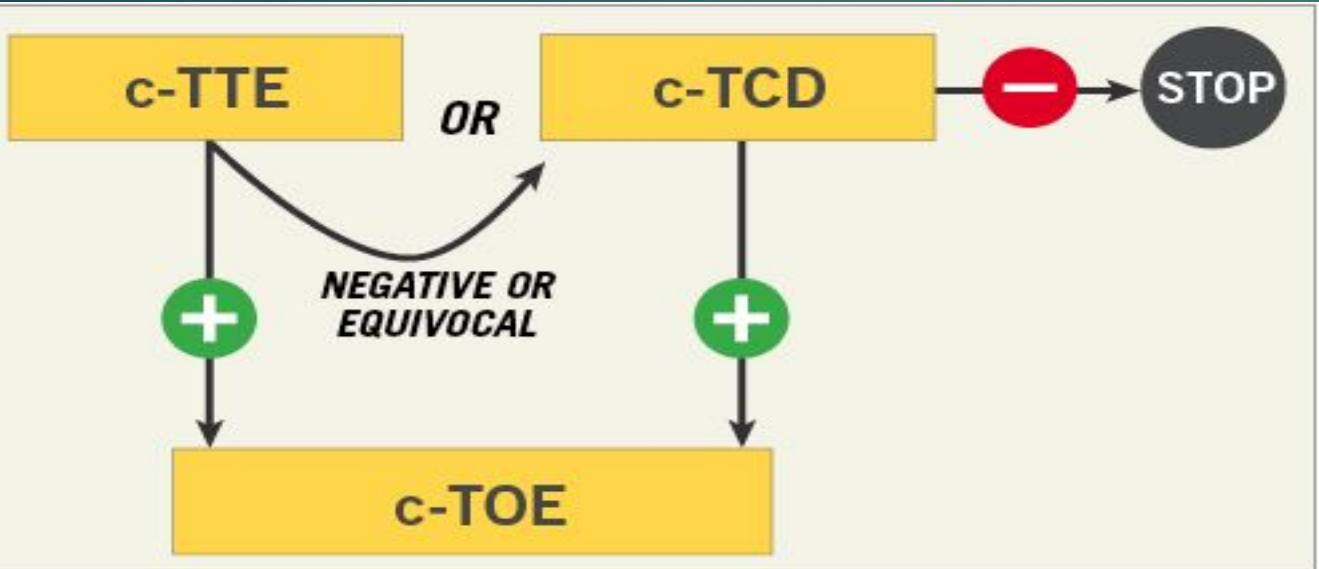 c-TTE
OR
c-TCD
STOP
NEGATIVE OR
EQUIVOCAL
c-TOE